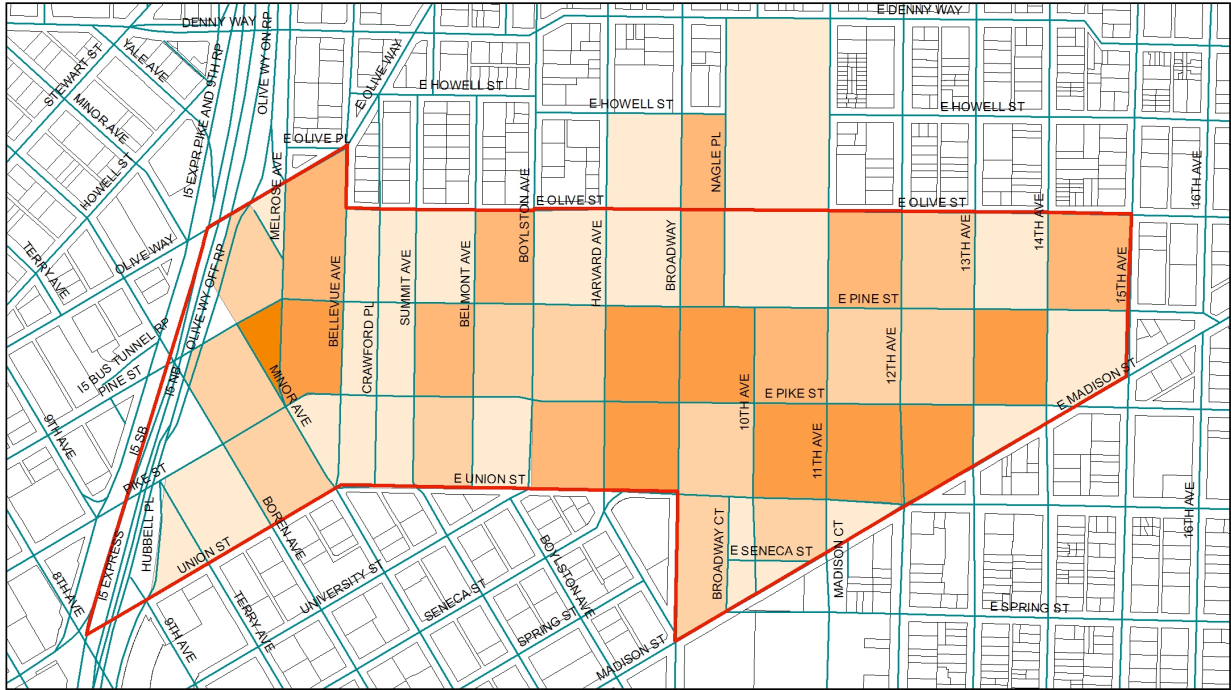 DENNY WAY
E DENNY WAY
STEWART ST
YALE AVE
MINOR AVE
HOWELL ST
I5 EXPR PIKE AND 9TH RP
OLIVE WY ON RP
E OLIVE WAY
E HOWELL ST
E HOWELL ST
E HOWELL ST
E OLIVE PL
MELROSE AVE
NAGLE PL
16TH AVE
BOYLSTON AVE
E OLIVE ST
E OLIVE ST
TERRY AVE
OLIVE WAY
OLIVE WY OFF RP
BELLEVUE AVE
SUMMIT AVE
BELMONT AVE
HARVARD AVE
BROADWAY
13TH AVE
14TH AVE
15TH AVE
E PINE ST
CRAWFORD PL
I5 BUS TUNNEL RP
PINE ST
I5 NB
MINOR AVE
12TH AVE
E PIKE ST
E MADISON ST
10TH AVE
11TH AVE
9TH AVE
I5 SB
PIKE ST
E UNION ST
HUBBELL PL
BOREN AVE
16TH AVE
I5 EXPRESS
UNION ST
BROADWAY CT
E SENECA ST
MADISON CT
BOYLSTON AVE
8TH AVE
9TH AVE
TERRY AVE
UNIVERSITY ST
SENECA ST
SPRING ST
E SPRING ST
MADISON ST